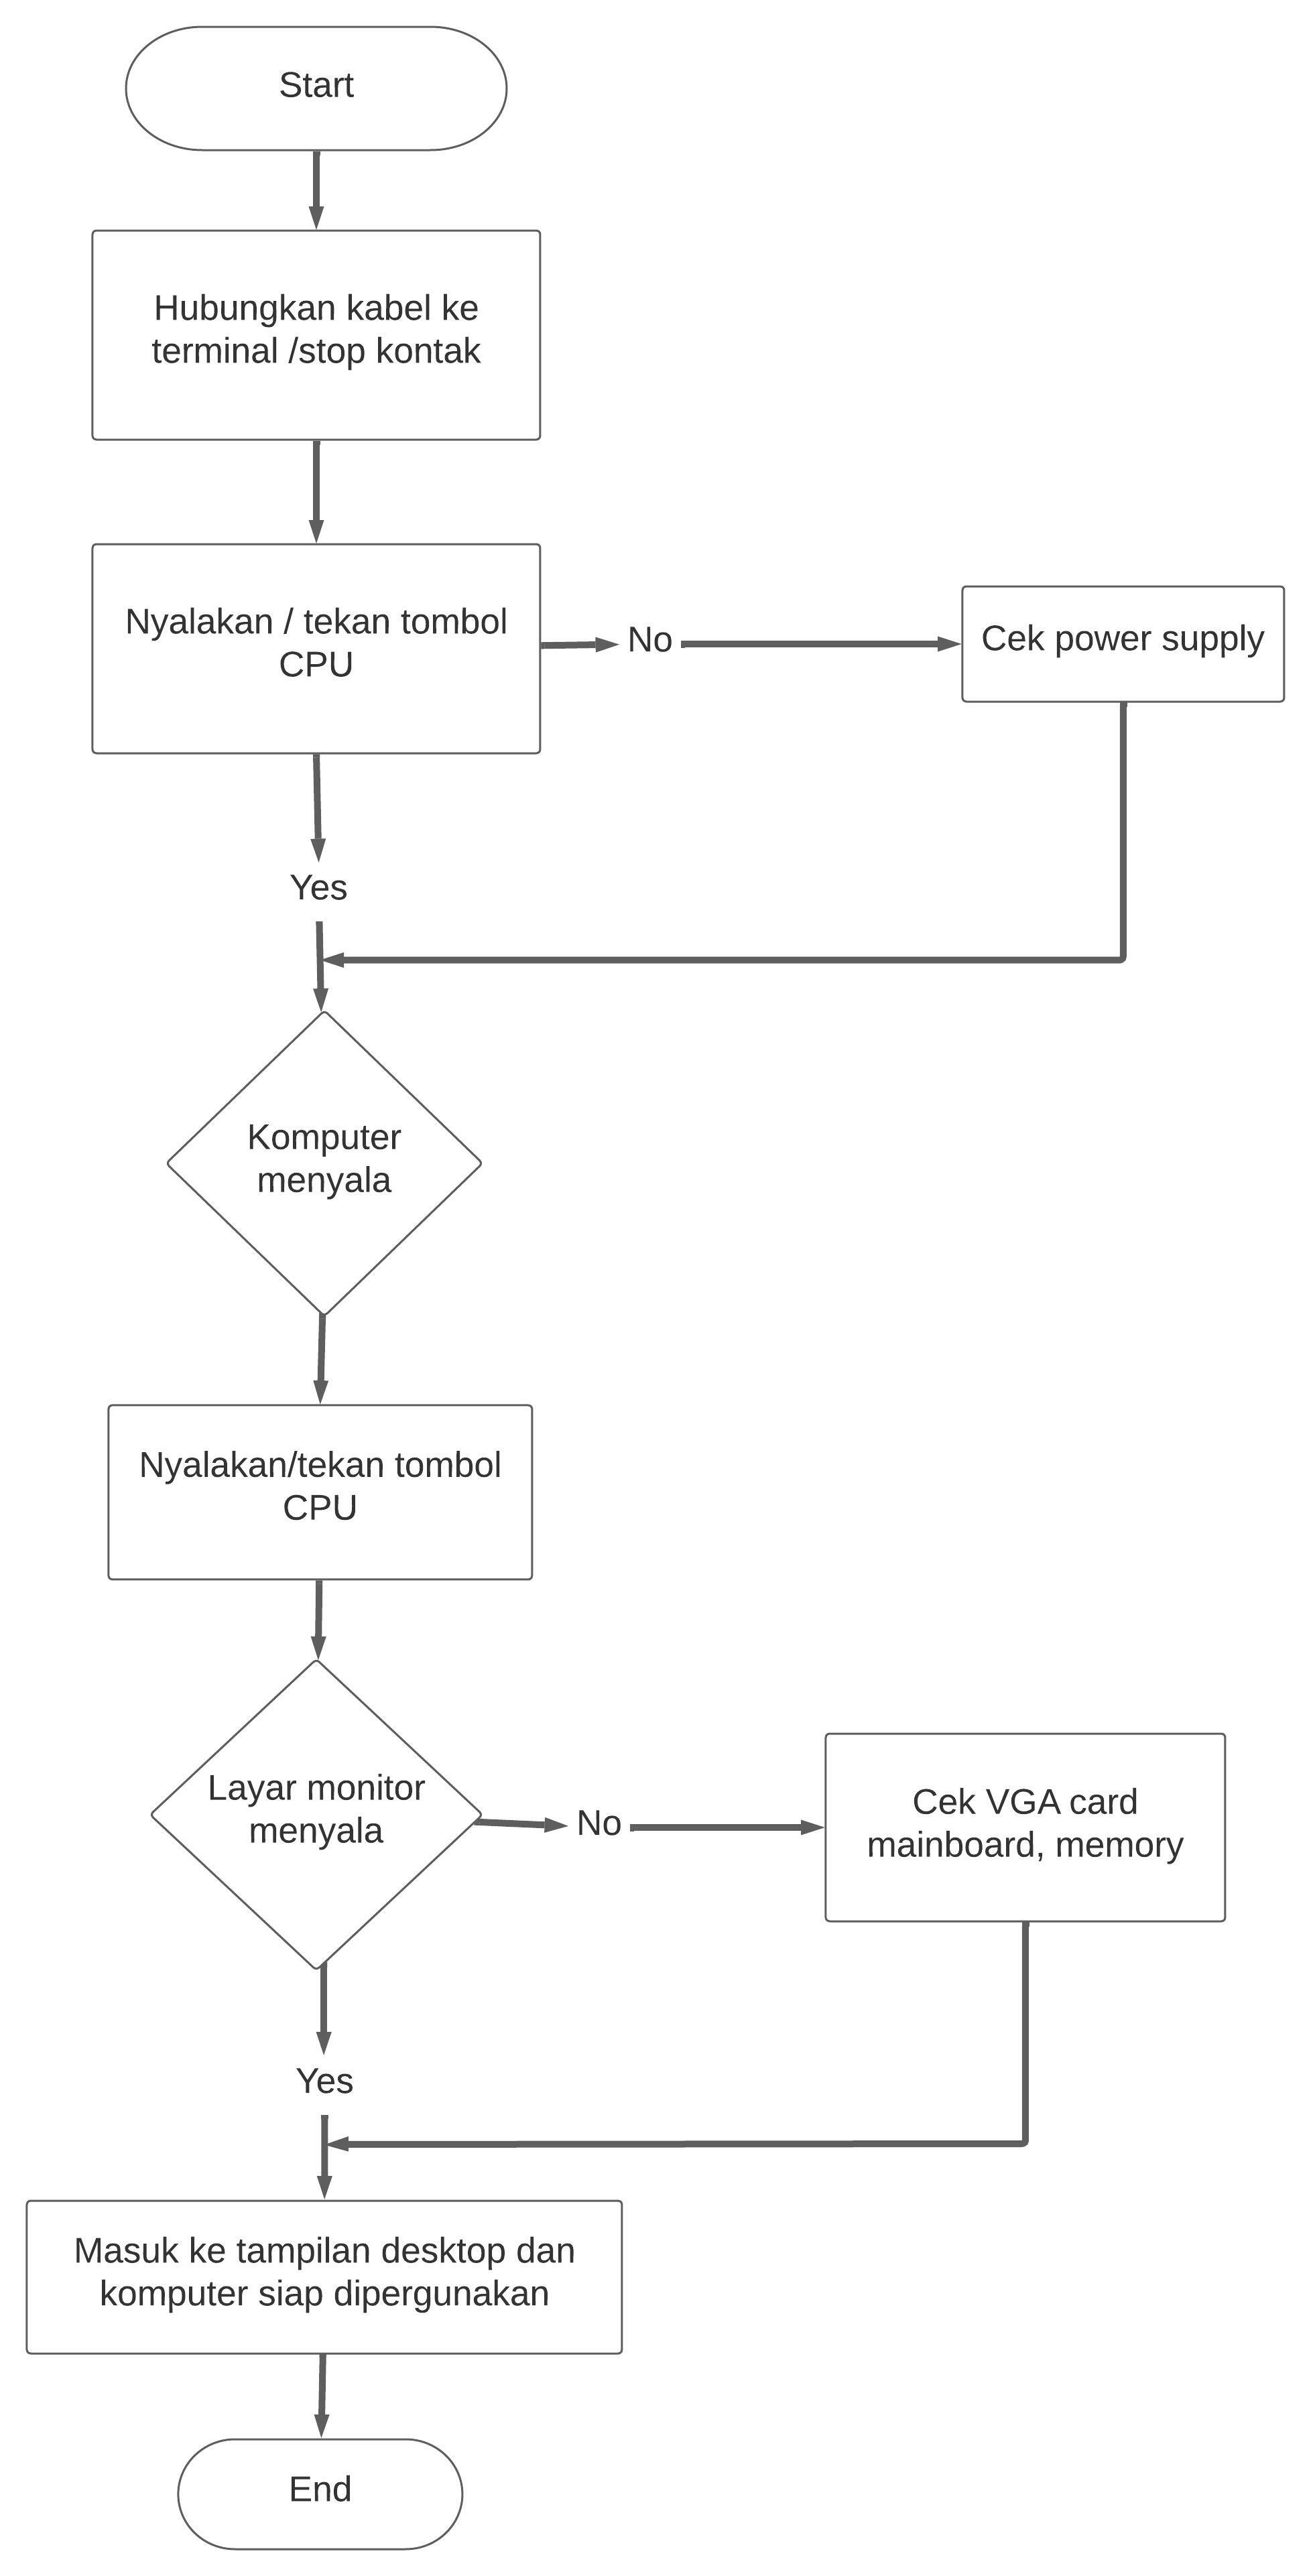 Start
Hubungkan kabel ke
terminal /stop kontak
Nyalakan / tekan tombol
CPU
No
Cek power supply
Yes
Komputer
menyala
Nyalakan/tekan tombol
CPU
Layar monitor
menyala
No
Cek VGA card
mainboard, memory
Yes
Masuk ke tampilan desktop dan
komputer siap dipergunakan
End